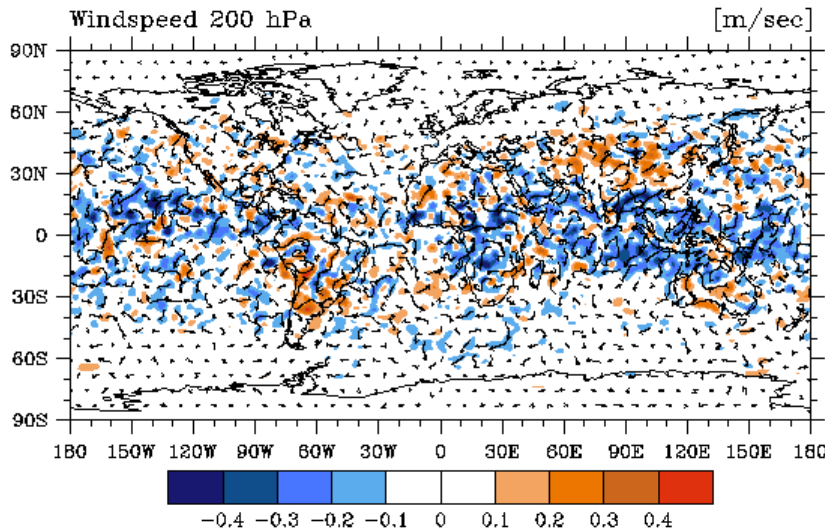 Windspeed 200 hPa [m/sec]
90N
60N
30N
0
30S
60S
90S
180 150W 120W 90W 60W 30W 0 30E 60E 90E 120E 150E 180
−0.4 −0.3 −0.2 −0.1 0 0.1 0.2 0.3 0.4